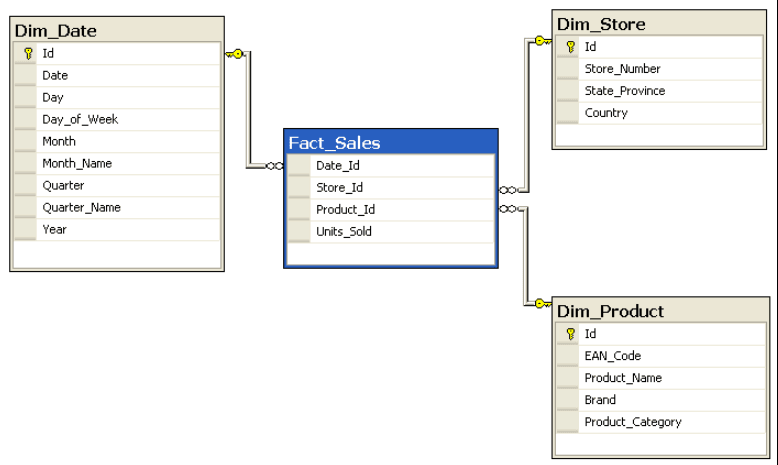 Dim_Date
Id
Date
Day
Day_of_Week
Month
Month_Name
Quarter
Quarter_Name
Year
Fact_Sales
Date_Id
Store_Id
Product_Id
Units_Sold
Dim_Store
Id
Store_Number
State_Province
Country
Dim_Product
Id
EAN_Code
Product_Name
Brand
Product_Category